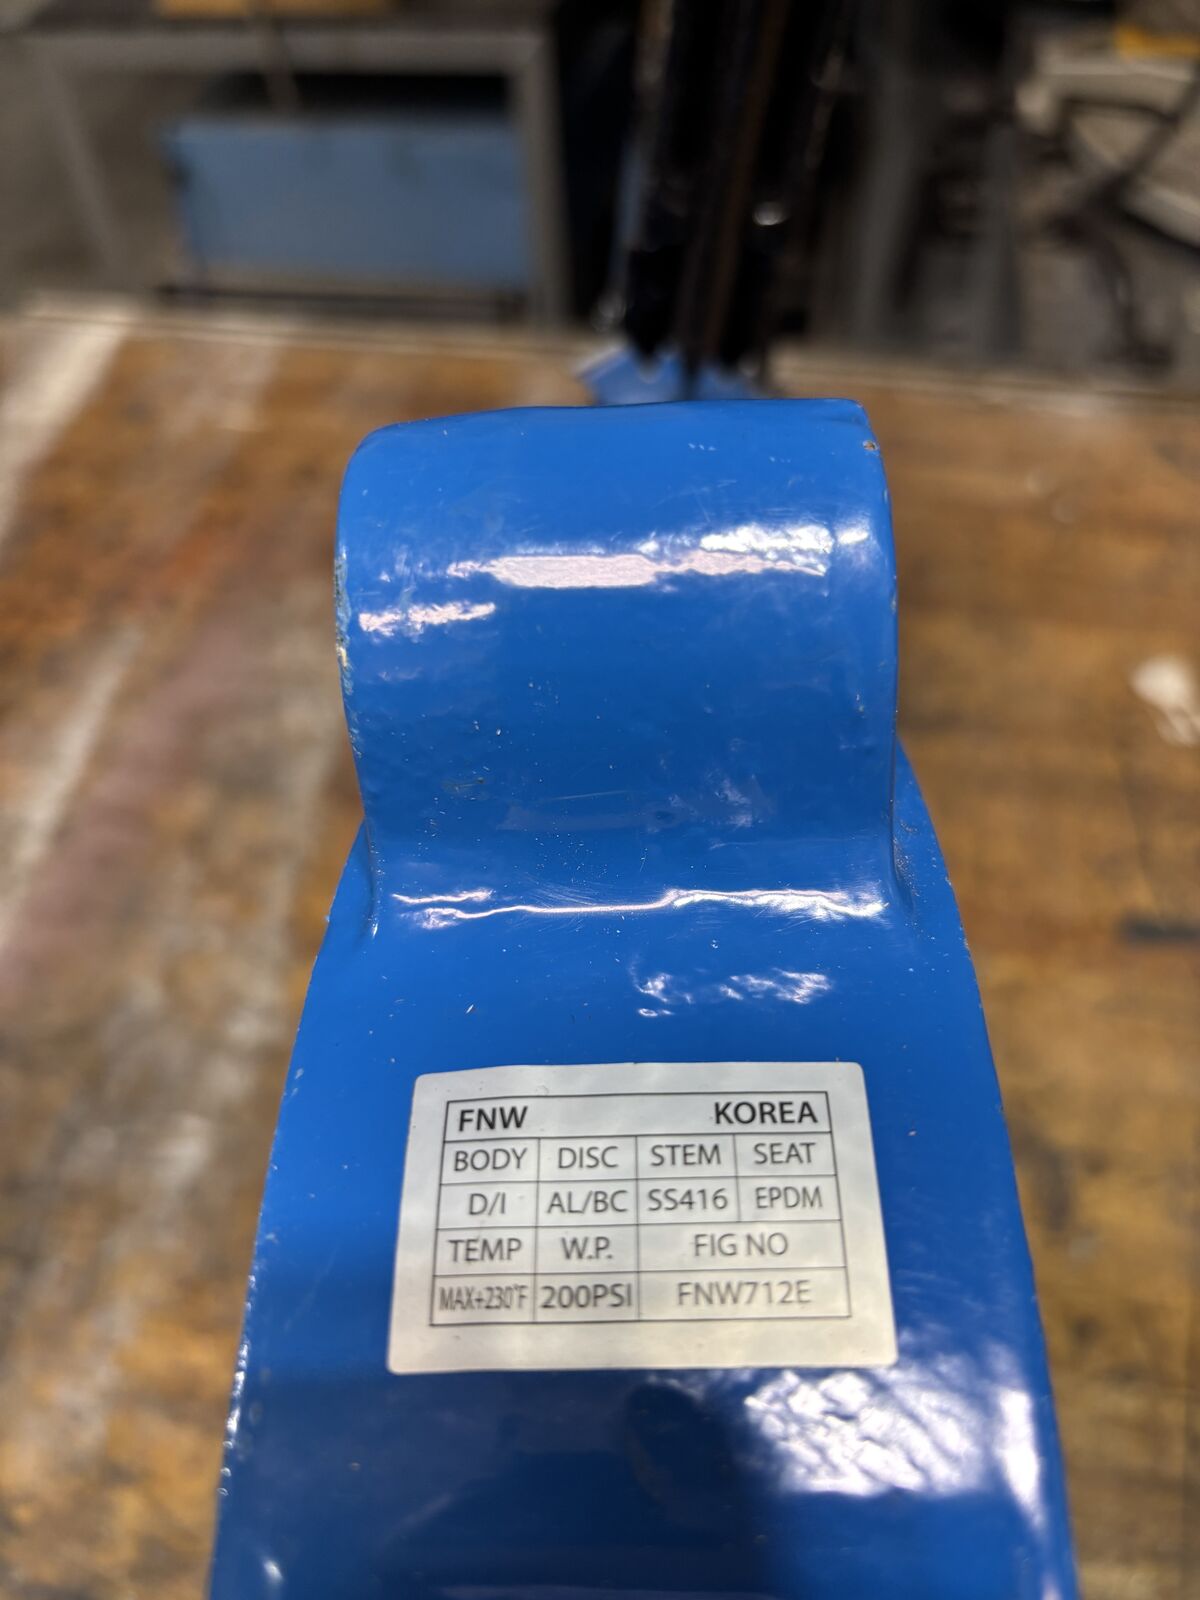 FNW KOREA
BODY DISC STEM SEAT
D/I AL/BC SS416 EPDM
TEMP W.P. FIG NO
MAX+230°F 200PSI FNW712E